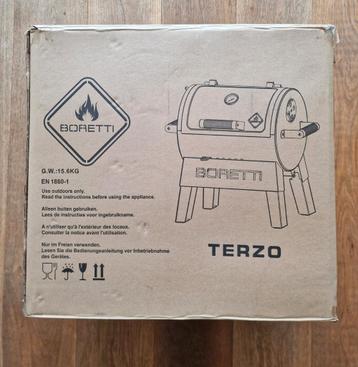 BORETTI
G.W.:15.6KG
EN 1860-1
Use outdoors only.
Read the instructions before using the appliance.
Alleen buiten gebruiken.
Lees de instructies voor ingebruikname.
A n'utiliser qu'à l'extérieur des locaux.
Consulter la notice avant l'utilisation.
Nur im Freien verwenden.
Lesen Sie die Bedienungsanleitung vor Inbetriebnahme
des Gerätes.
BORETTI
TERZO